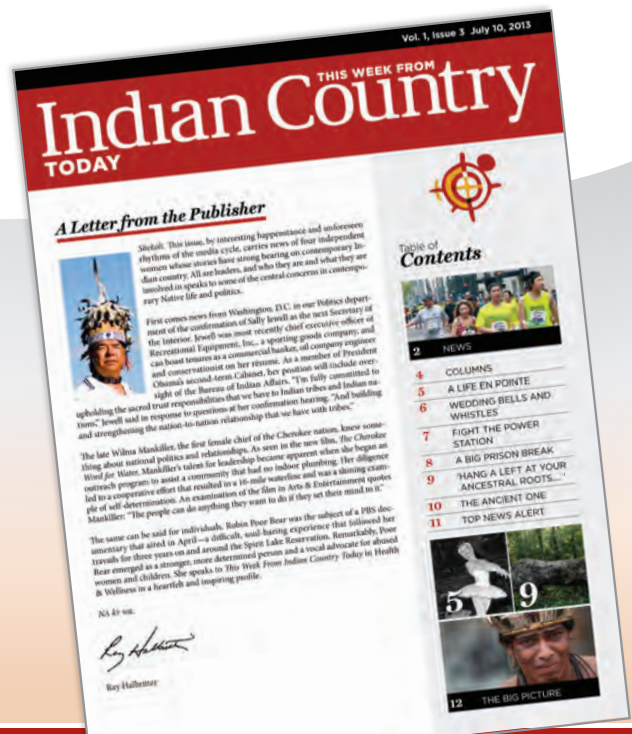 Vol. 1, Issue 3 July 10, 2013
THIS WEEK FROM
Indian Country
TODAY
A Letter from the Publisher
Shekóli. This issue, by interesting happenstance and unforeseen
rhythms of the media cycle, carries news of four independent
women whose stories have strong bearing on contemporary In-
dian country. All are leaders, and who they are and what they are
involved in speaks to some of the central concerns in contempo-
rary Native life and politics.
First comes news from Washington, D.C. in our Politics depart-
ment of the confirmation of Sally Jewell as the next Secretary of
the Interior. Jewell was most recently chief executive officer of
Recreational Equipment, Inc., a sporting goods company, and
can boast tenures as a commercial banker, oil company engineer
and conservationist on her résumé. As a member of President
Obama's second-term Cabinet, her position will include over-
sight of the Bureau of Indian Affairs. "I'm fully committed to
upholding the sacred trust responsibilities that we have to Indian tribes and Indian na-
tions," Jewell said in response to questions at her confirmation hearing. "And building
and strengthening the nation-to-nation relationship that we have with tribes."
The late Wilma Mankiller, the first female chief of the Cherokee nation, knew some-
thing about national politics and relationships. As seen in the new film, The Cherokee
Word for Water, Mankiller's talent for leadership became apparent when she began an
outreach program to assist a community that had no indoor plumbing. Her diligence
led to a cooperative effort that resulted in a 16-mile waterline and was a shining exam-
ple of self-determination. An examination of the film in Arts & Entertainment quotes
Mankiller: "The people can do anything they want to do if they set their mind to it."
The same can be said for individuals. Robin Poor Bear was the subject of a PBS doc-
umentary that aired in April—a difficult, soul-baring experience that followed her
travails for three years on and around the Spirit Lake Reservation. Remarkably, Poor
Bear emerged as a stronger, more determined person and a vocal advocate for abused
women and children. She speaks to This Week From Indian Country Today in Health
& Wellness in a heartfelt and inspiring profile.
NΛ ki' wa,
Ray Halbritter
Ray Halbritter
Table of
Contents
2 NEWS
4 COLUMNS
5 A LIFE EN POINTE
6 WEDDING BELLS AND
WHISTLES
7 FIGHT THE POWER
STATION
8 A BIG PRISON BREAK
9 'HANG A LEFT AT YOUR
ANCESTRAL ROOTS...'
10 THE ANCIENT ONE
11 TOP NEWS ALERT
5
9
12 THE BIG PICTURE